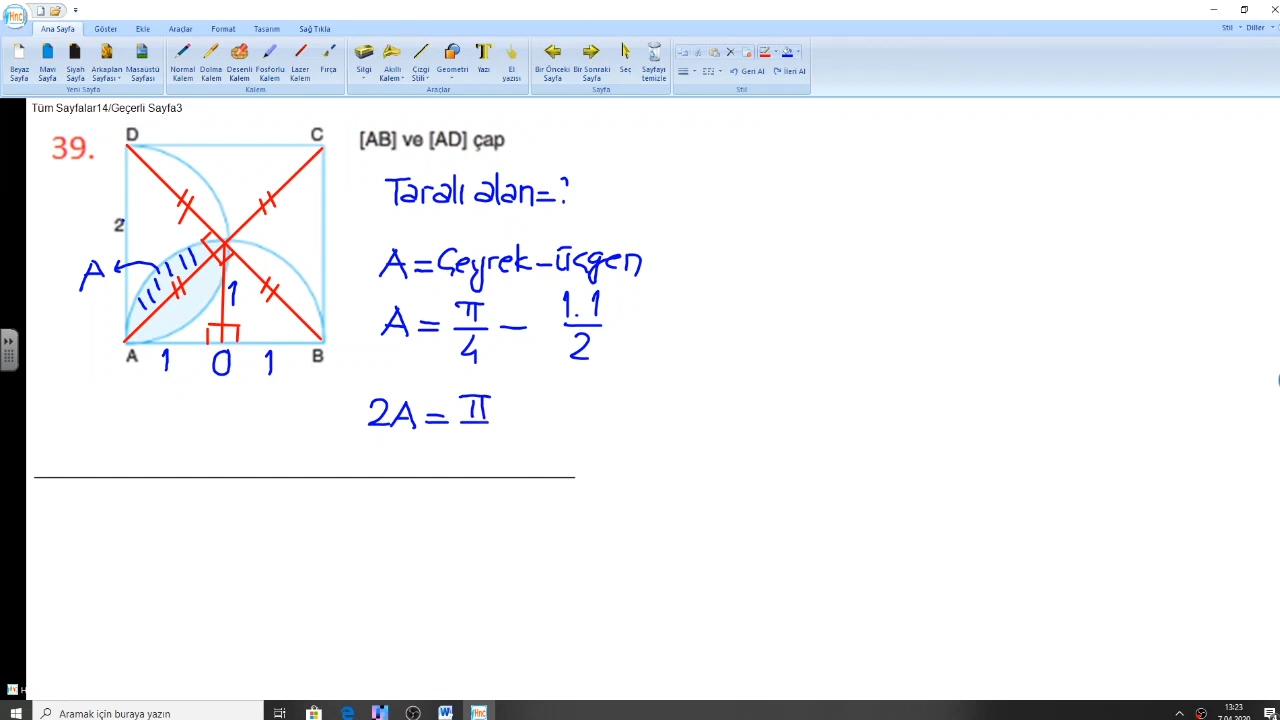 Ana Sayfa Göster Ekle Araçlar Format Tasarım Sağ Tıkla
Stil Diller
Beyaz Sayfa Mavi Sayfa Siyah Sayfa Arkaplan Sayfası Masaüstü Sayfası
Yeni Sayfa
Normal Kalem Dolma Kalem Desenli Kalem Fosforlu Kalem Lazer Kalem Fırça
Kalem
Silgi Akıllı Kalem Çizgi Stili Geometri Yazı El yazısı
Araçlar
Bir Önceki Sayfa Bir Sonraki Sayfa Seç Sayfayı temizle
Sayfa
Geri Al İleri Al
Stil
Tüm Sayfalar14/Geçerli Sayfa3
39.
D C
2
A
1
A B
1 0 1
[AB] ve [AD] çap
Taralı alan=?
A = Çeyrek - üçgen
A = π/4 - 1.1/2
2A = π
Aramak için buraya yazın
13:23
7.04.2020